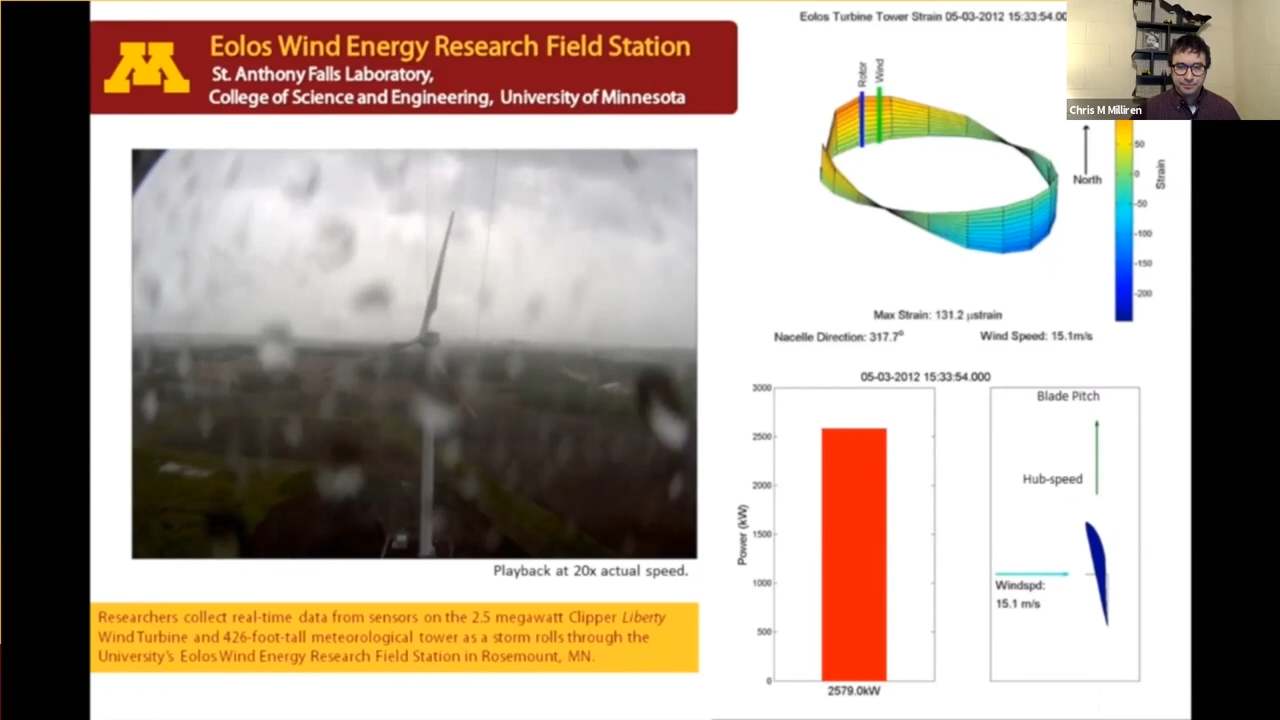 Eolos Wind Energy Research Field Station
St. Anthony Falls Laboratory,
College of Science and Engineering, University of Minnesota
Eolos Turbine Tower Strain 05-03-2012 15:33:54.00
Chris M Milliren
Rotor
Wind
North
50
0
-50
-100
-150
-200
Strain
Max Strain: 131.2 µstrain
Nacelle Direction: 317.7°
Wind Speed: 15.1m/s
Playback at 20x actual speed.
Researchers collect real-time data from sensors on the 2.5 megawatt Clipper Liberty
Wind Turbine and 426-foot-tall meteorological tower as a storm rolls through the
University's Eolos Wind Energy Research Field Station in Rosemount, MN.
05-03-2012 15:33:54.000
3000
2500
2000
1500
1000
500
0
Power (kW)
2579.0kW
Blade Pitch
Hub-speed
Windspd:
15.1 m/s